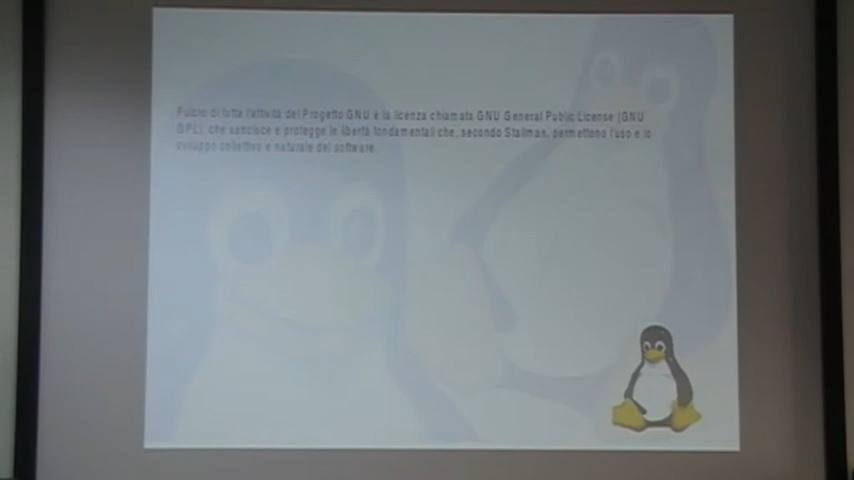 Fulcro di tutta l'attività del Progetto GNU è la licenza chiamata GNU General Public License (GNU
GPL), che sancisce e protegge le libertà fondamentali che, secondo Stallman, permettono l'uso e lo
sviluppo collettivo e naturale del software.